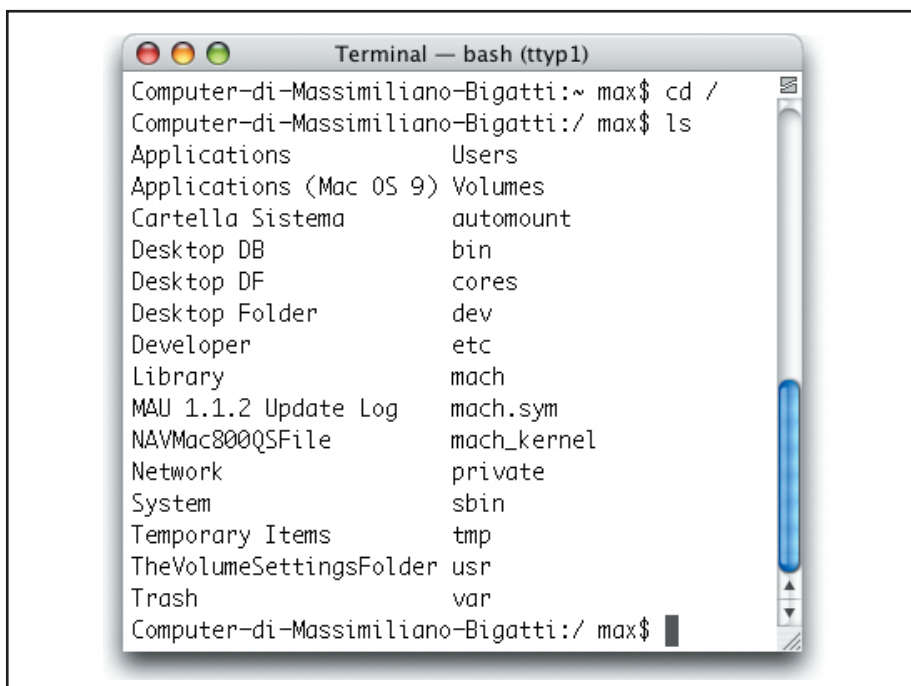 Terminal — bash (ttyp1)
Computer-di-Massimiliano-Bigatti:~ max$ cd /
Computer-di-Massimiliano-Bigatti:/ max$ ls
Applications Users
Applications (Mac OS 9) Volumes
Cartella Sistema automount
Desktop DB bin
Desktop DF cores
Desktop Folder dev
Developer etc
Library mach
MAU 1.1.2 Update Log mach.sym
NAVMac800QSFile mach_kernel
Network private
System sbin
Temporary Items tmp
TheVolumeSettingsFolder usr
Trash var
Computer-di-Massimiliano-Bigatti:/ max$